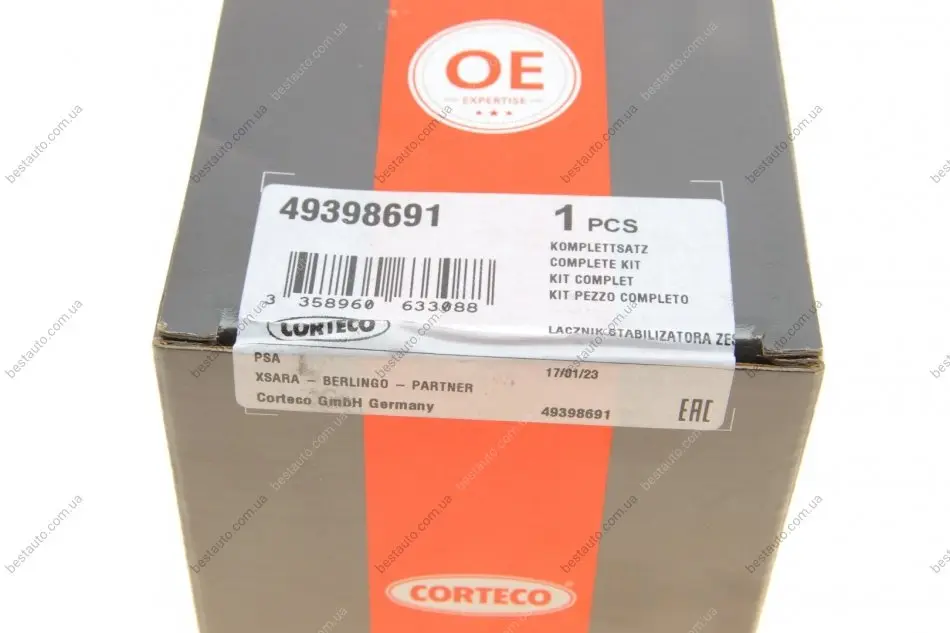 OE
EXPERTISE
49398691
1 PCS
KOMPLETTSATZ
COMPLETE KIT
KIT COMPLET
KIT PEZZO COMPLETO
3 358960 633088
CORTECO
LACZNIK STABILIZATORA ZES
PSA
17/01/23
XSARA - BERLINGO - PARTNER
Corteco GmbH Germany
49398691
EAC
CORTECO
bestauto.com.ua